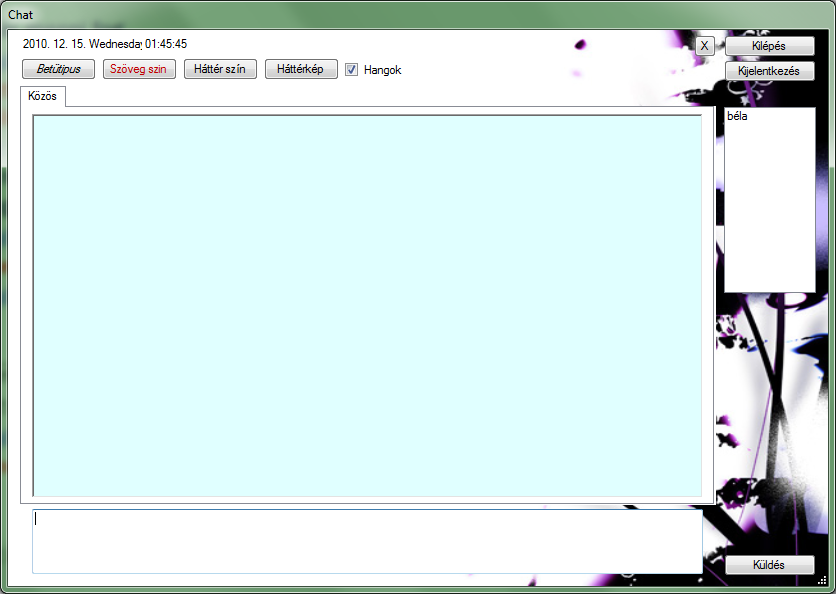 Chat
2010. 12. 15. Wednesday 01:45:45
X
Kilépés
Betűtipus
Szöveg szin
Háttér szín
Háttérkép
Hangok
Kijelentkezés
Közös
béla
Küldés